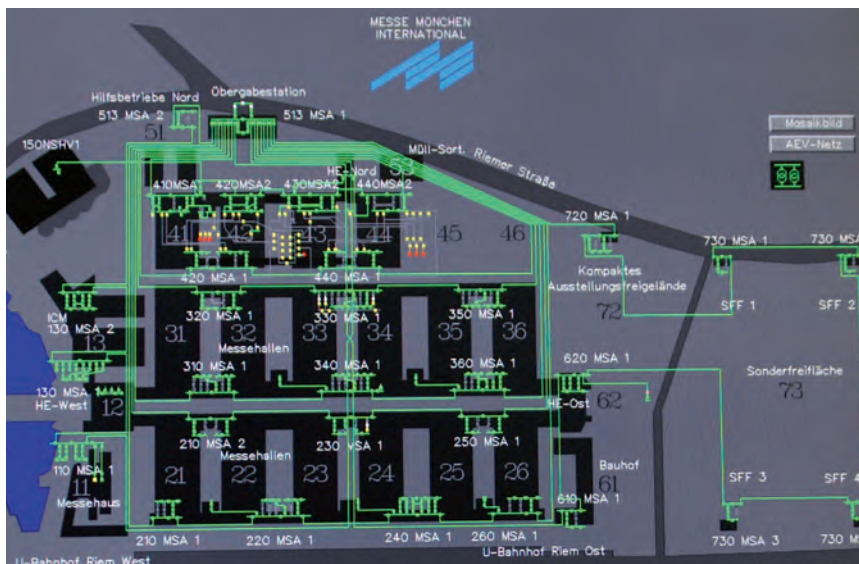 MESSE MÜNCHEN
INTERNATIONAL
Hilfsbetriebe Nord
Übergabestation
513 MSA 2
513 MSA 1
51
150NSHV1
Müll-Sort.
Riemer Straße
53
HE-Nord
Mosaikbild
AEV-Netz
410MSA
420MSA2
430MSA2
440MSA2
41
42
43
44
45
46
720 MSA 1
730 MSA 1
730 MSA
420 MSA 1
440 MSA 1
Kompaktes
Ausstellungsfreigelände
72
SFF 1
SFF 2
ICM
130 MSA 2
13
320 MSA 1
330 MSA 1
350 MSA 1
31
32
33
34
35
36
Messehallen
310 MSA 1
340 MSA 1
360 MSA 1
620 MSA 1
130 MSA
HE-West
12
HE-Ost
62
Sonderfreifläche
73
210 MSA 2
230 MSA 1
250 MSA 1
Messehallen
110 MSA 1
11
Messehaus
21
22
23
24
25
26
Bauhof
61
610 MSA 1
SFF 3
SFF 4
210 MSA 1
220 MSA 1
240 MSA 1
260 MSA 1
730 MSA 3
730 MS
U-Bahnhof Riem West
U-Bahnhof Riem Ost